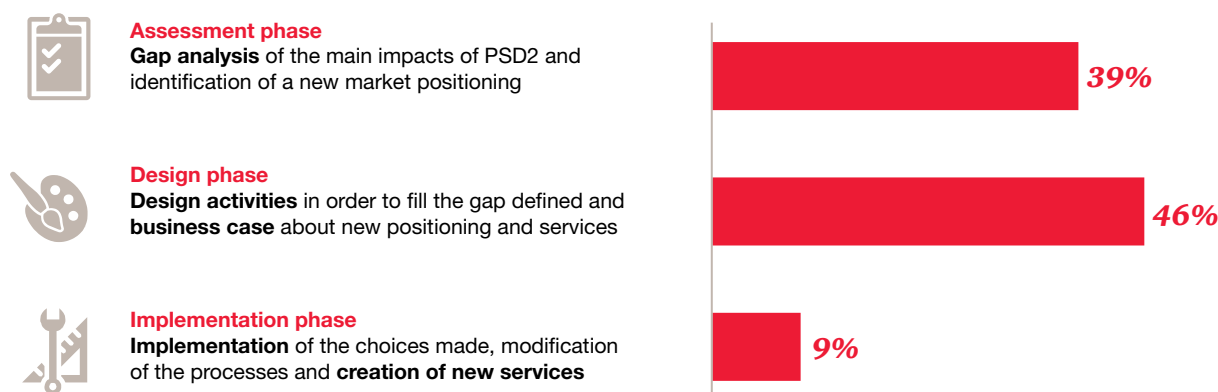 Assessment phase
Gap analysis of the main impacts of PSD2 and
identification of a new market positioning
39%
Design phase
Design activities in order to fill the gap defined and
business case about new positioning and services
46%
Implementation phase
Implementation of the choices made, modification
of the processes and creation of new services
9%